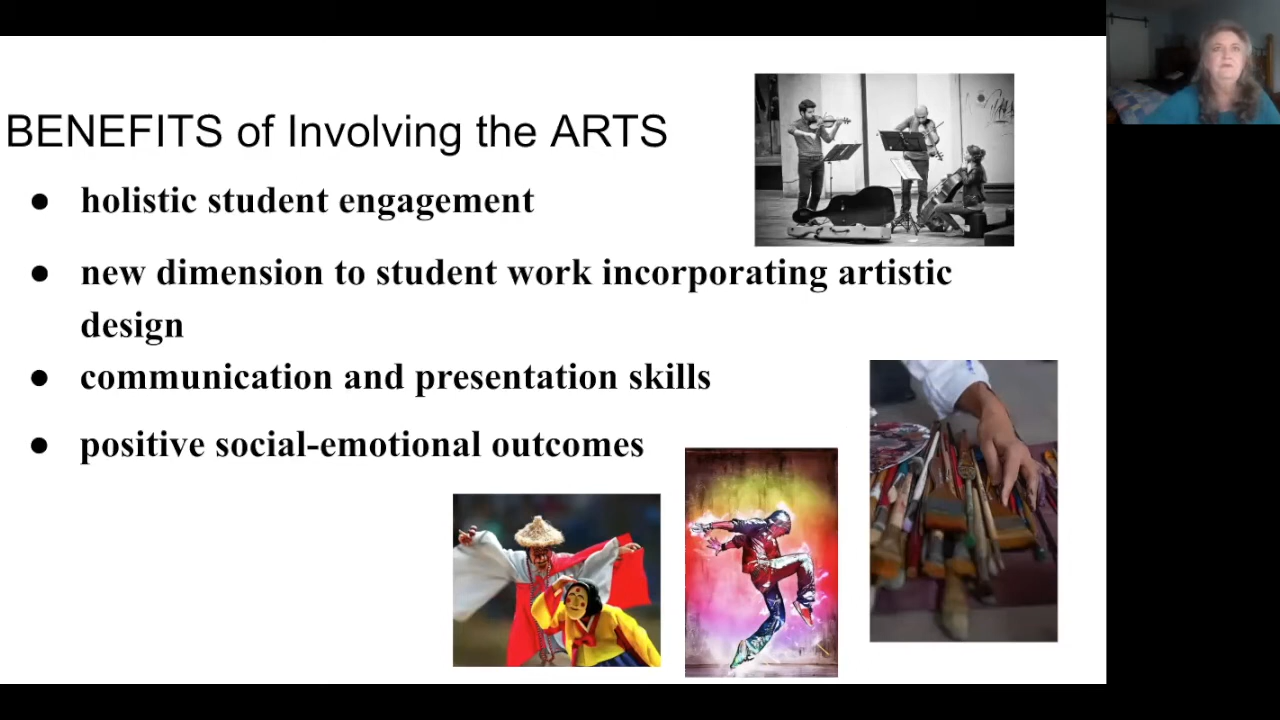 BENEFITS of Involving the ARTS
● holistic student engagement
● new dimension to student work incorporating artistic
design
● communication and presentation skills
● positive social-emotional outcomes